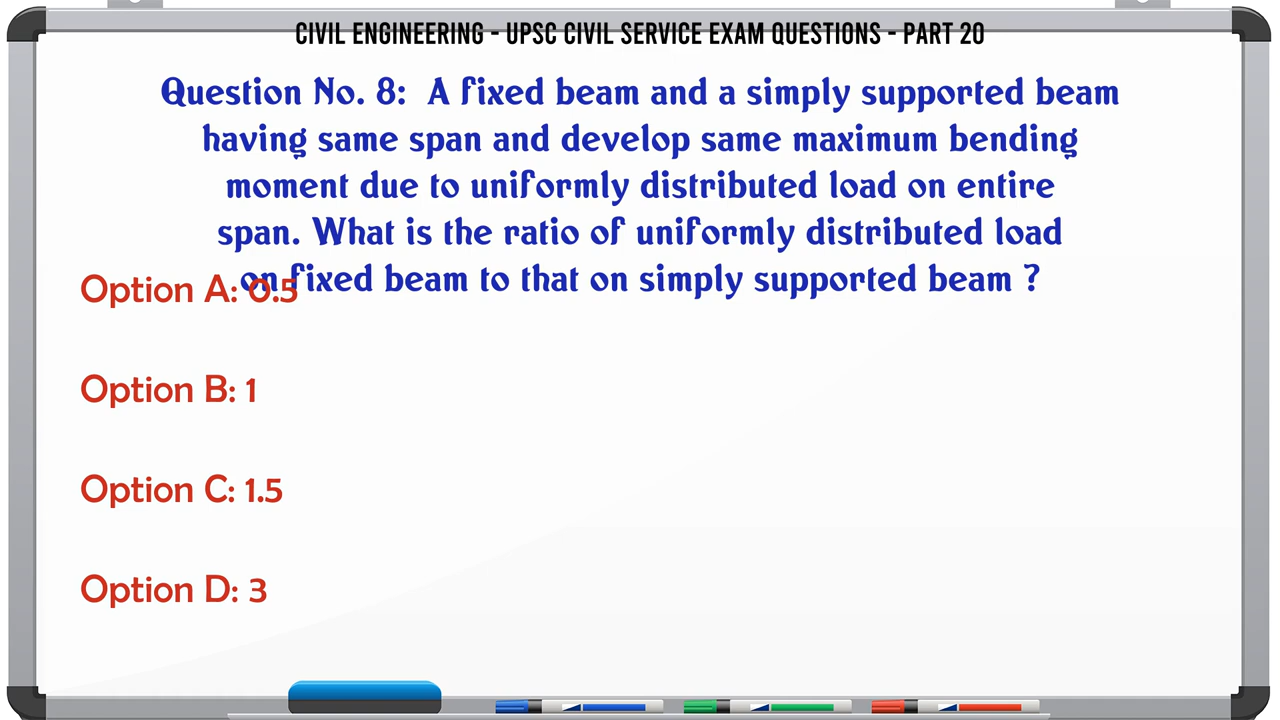 CIVIL ENGINEERING - UPSC CIVIL SERVICE EXAM QUESTIONS - PART 20
Question No. 8: A fixed beam and a simply supported beam
having same span and develop same maximum bending
moment due to uniformly distributed load on entire
span. What is the ratio of uniformly distributed load
on fixed beam to that on simply supported beam ?
Option A: 0.5
Option B: 1
Option C: 1.5
Option D: 3